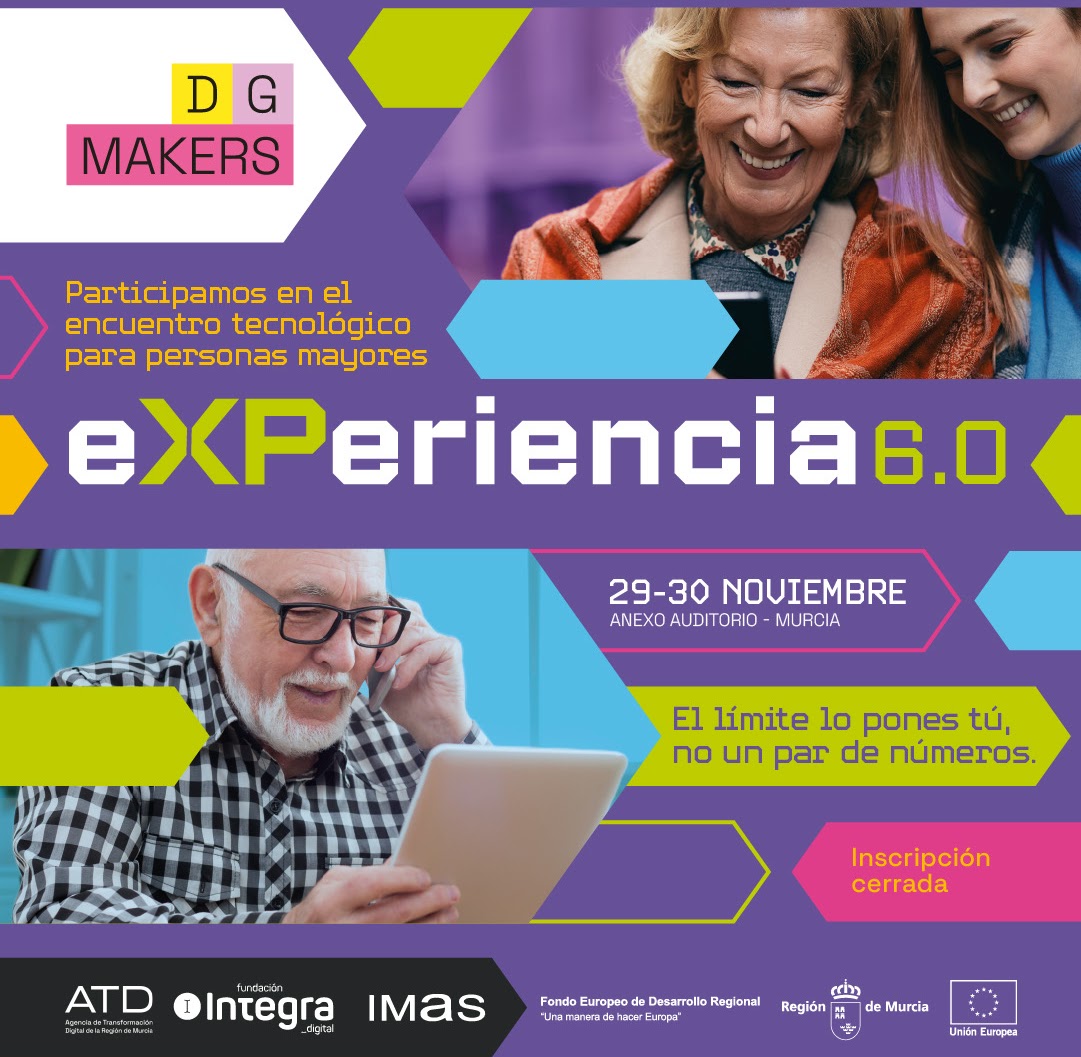 D G
MAKERS
Participamos en el
encuentro tecnológico
para personas mayores
eXPeriencia 6.0
29-30 NOVIEMBRE
ANEXO AUDITORIO - MURCIA
El límite lo pones tú,
no un par de números.
Inscripción
cerrada
ATD
Agencia de Transformación
Digital de la Región de Murcia
fundación
Integra
_digital
IMAS
Fondo Europeo de Desarrollo Regional
“Una manera de hacer Europa”
Región de Murcia
Unión Europea